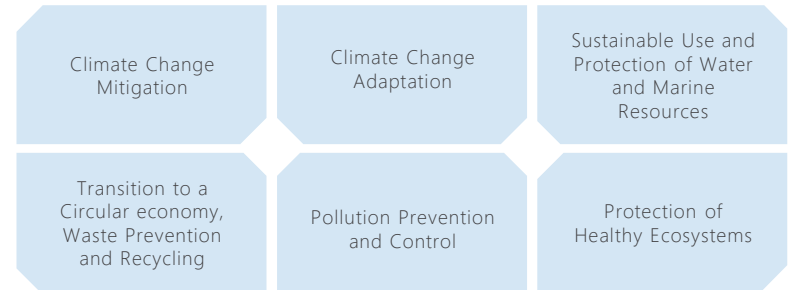 Climate Change
Mitigation
Climate Change
Adaptation
Sustainable Use and
Protection of Water
and Marine
Resources
Transition to a
Circular economy,
Waste Prevention
and Recycling
Pollution Prevention
and Control
Protection of
Healthy Ecosystems